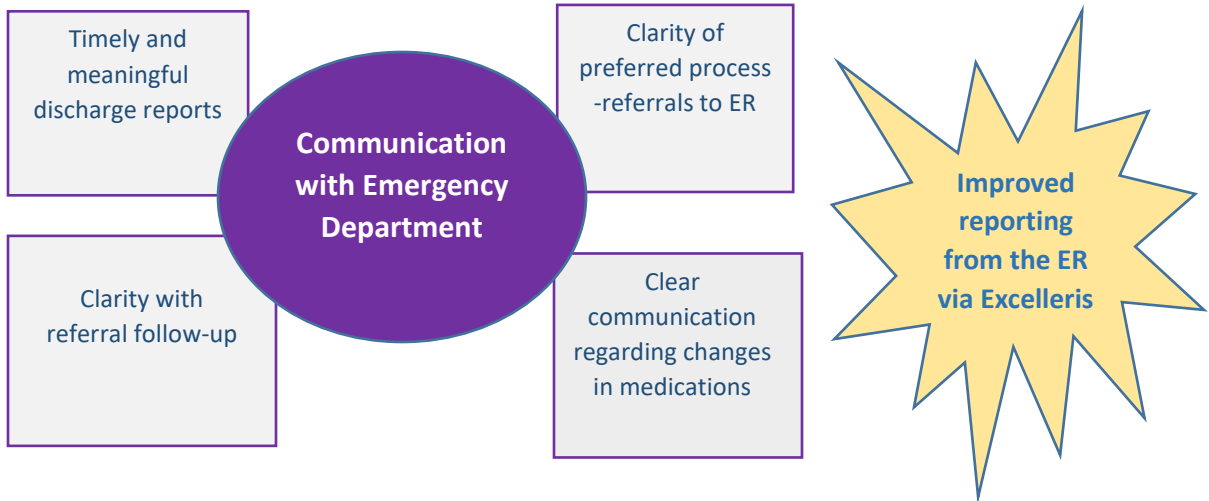 Timely and
meaningful
discharge reports
Communication
with Emergency
Department
Clarity of
preferred process
-referrals to ER
Clarity with
referral follow-up
Clear
communication
regarding changes
in medications
Improved
reporting
from the ER
via Excelleris